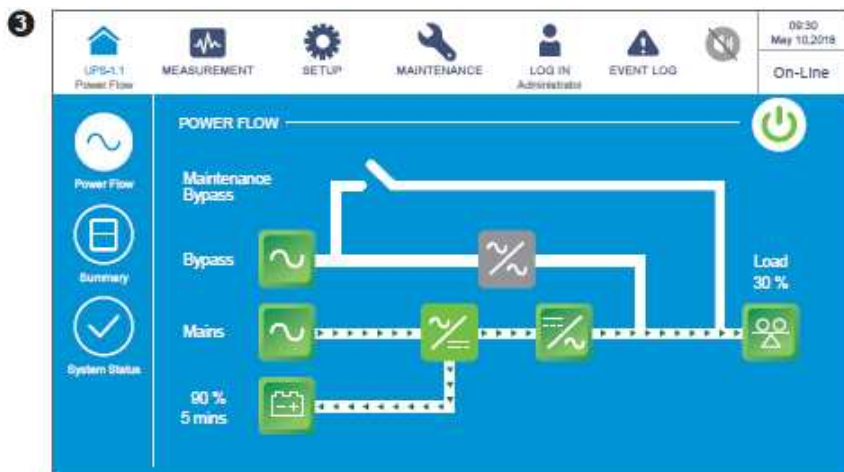 ❸
09:30
May 10,2018
On-Line
UPS-1.1
Power Flow
MEASUREMENT
SETUP
MAINTENANCE
LOG IN
Administrator
EVENT LOG
POWER FLOW
Power Flow
Maintenance
Bypass
Summary
Bypass
Load
30 %
Mains
System Status
90 %
5 mins